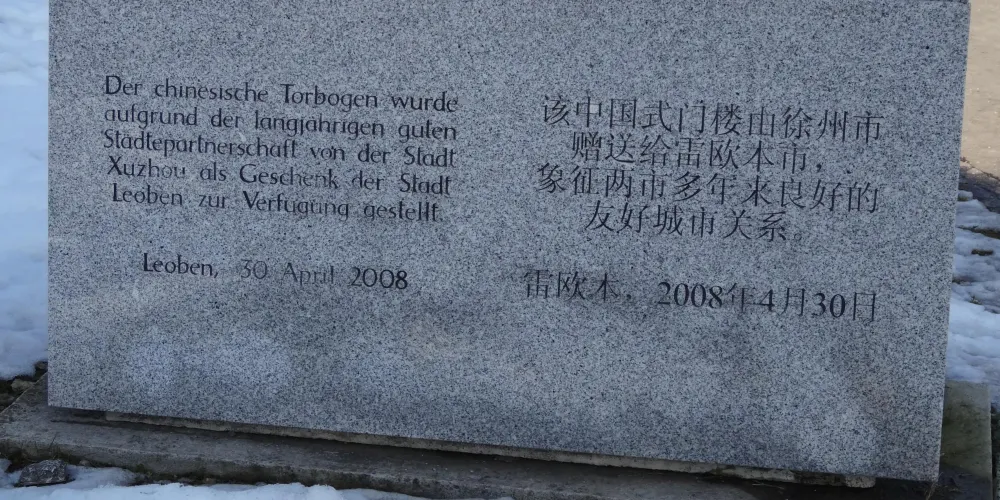 Der chinesische Torbogen wurde
aufgrund der langjährigen guten
Städtepartnerschaft von der Stadt
Xuzhou als Geschenk der Stadt
Leoben zur Verfügung gestellt.
Leoben, 30 April 2008
该中国式门楼由徐州市
赠送给雷欧本市，
象征两市多年来良好的
友好城市关系。
雷欧本，2008年4月30日